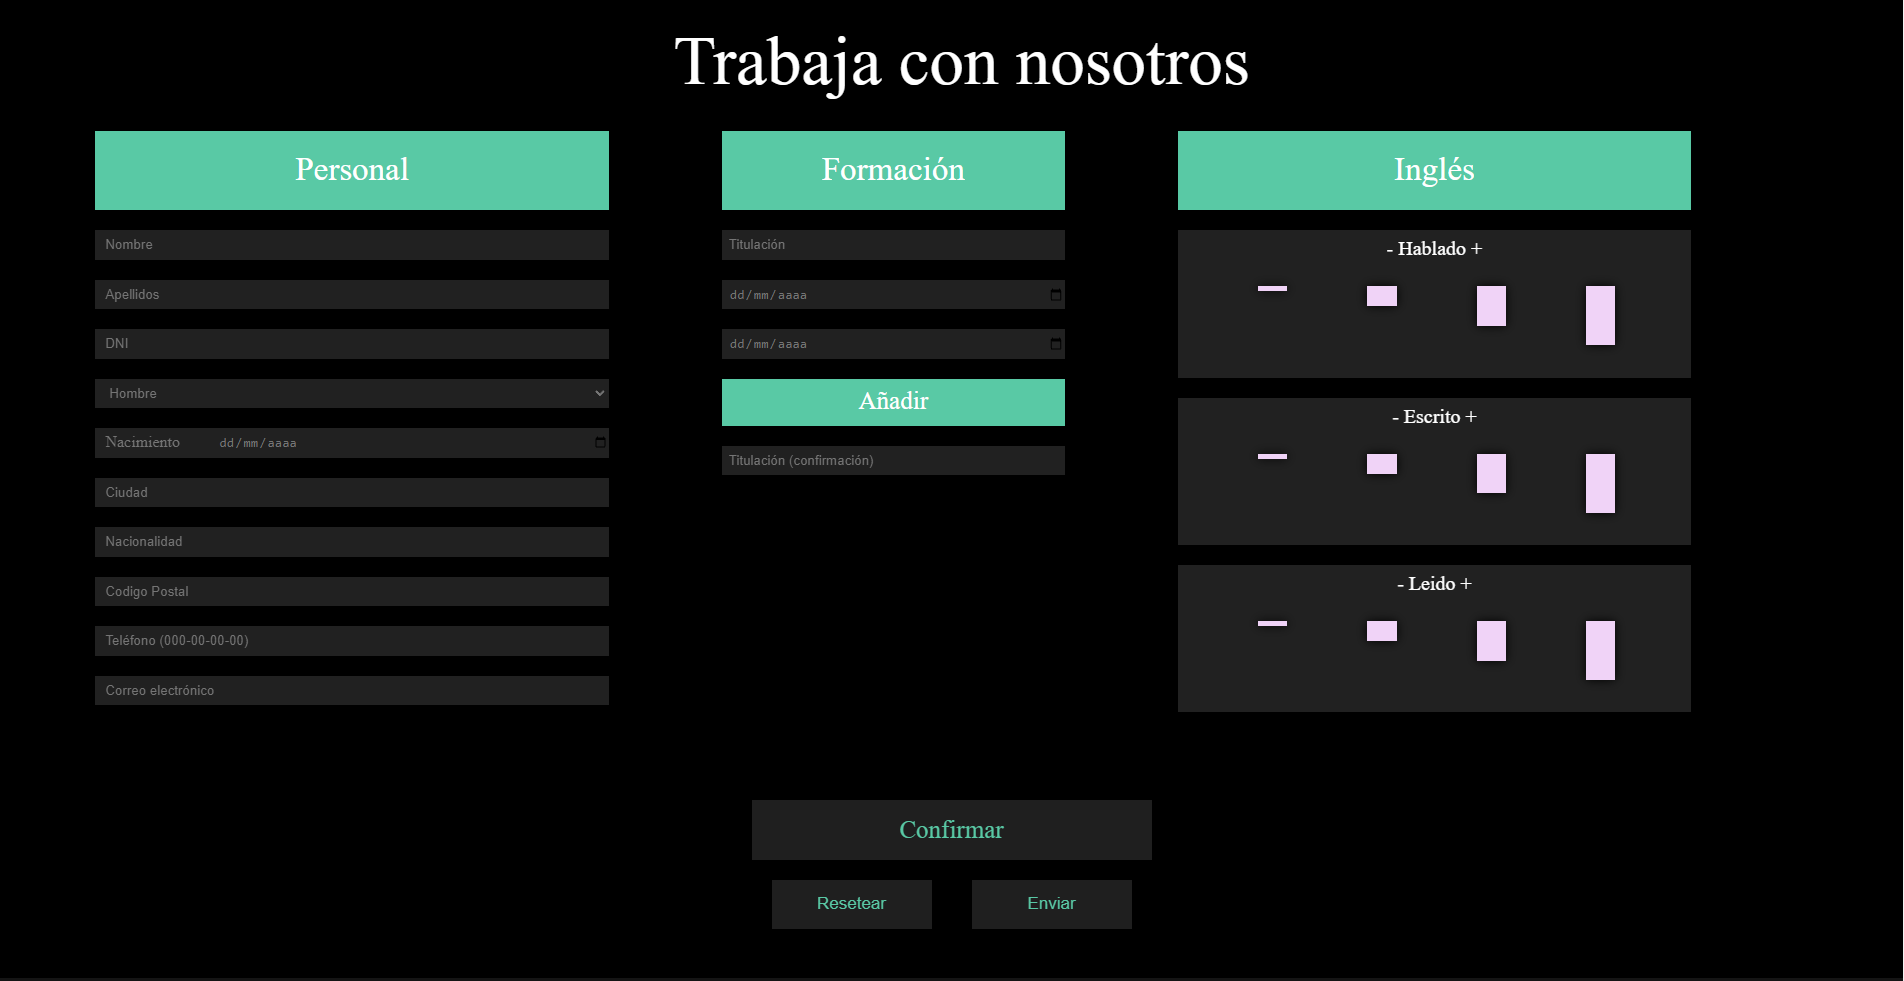 Trabaja con nosotros
Personal
Nombre
Apellidos
DNI
Hombre
Nacimiento dd/mm/aaaa
Ciudad
Nacionalidad
Codigo Postal
Teléfono (000-00-00-00)
Correo electrónico
Formación
Titulación
dd/mm/aaaa
dd/mm/aaaa
Añadir
Titulación (confirmación)
Inglés
- Hablado +
- Escrito +
- Leido +
Confirmar
Resetear
Enviar